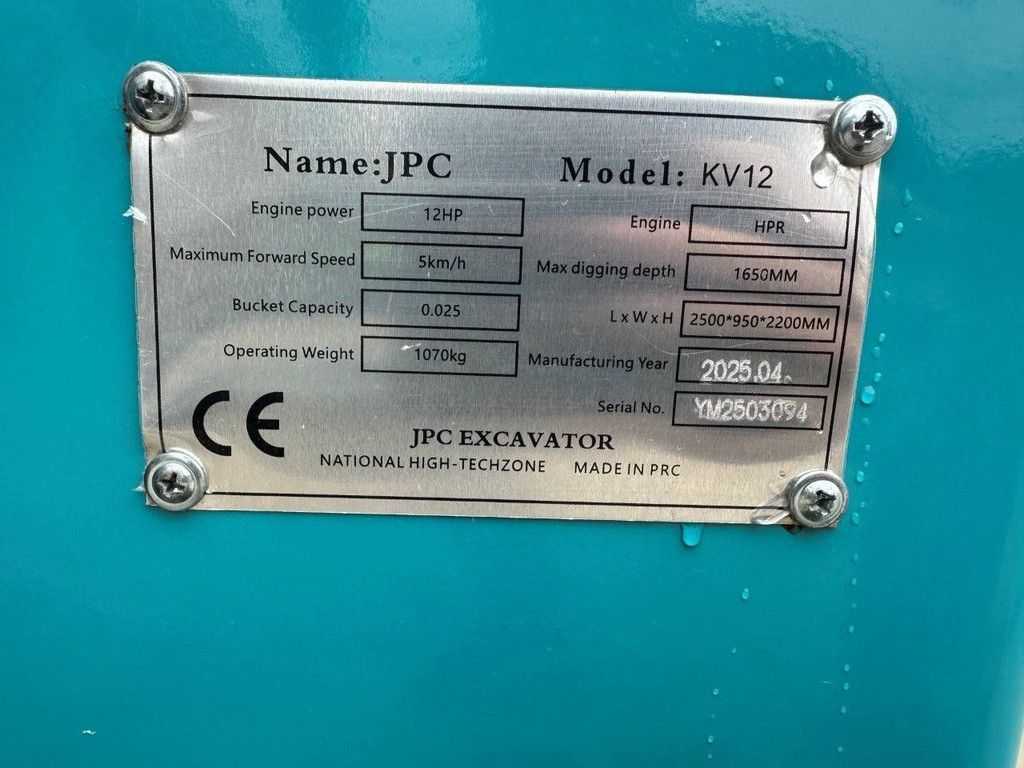 Name:JPC Model: KV12
Engine power 12HP Engine HPR
Maximum Forward Speed 5km/h Max digging depth 1650MM
Bucket Capacity 0.025 L x W x H 2500*950*2200MM
Operating Weight 1070kg Manufacturing Year 2025.04.
Serial No. YM2503094
CE
JPC EXCAVATOR
NATIONAL HIGH-TECHZONE MADE IN PRC